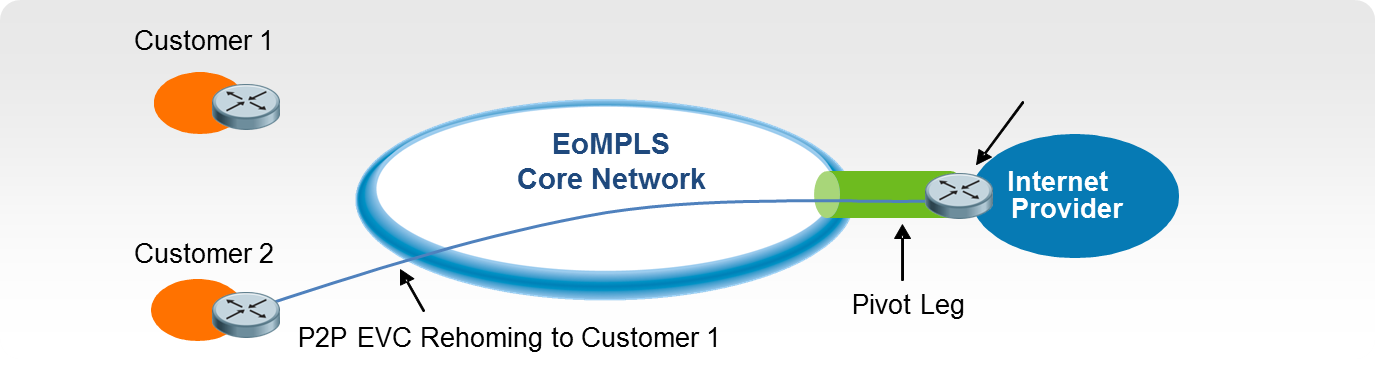 Customer 1
EoMPLS
Core Network
Internet
Provider
Customer 2
Pivot Leg
P2P EVC Rehoming to Customer 1